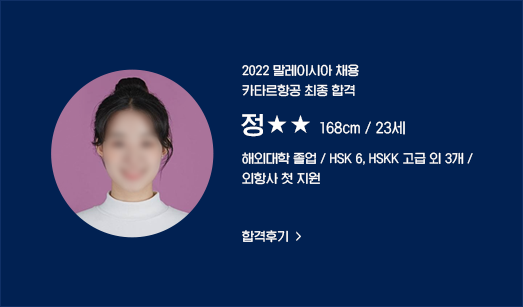 2022 말레이시아 채용
카타르항공 최종 합격
정★★ 168cm / 23세
해외대학 졸업 / HSK 6, HSKK 고급 외 3개 /
외항사 첫 지원
합격후기 >